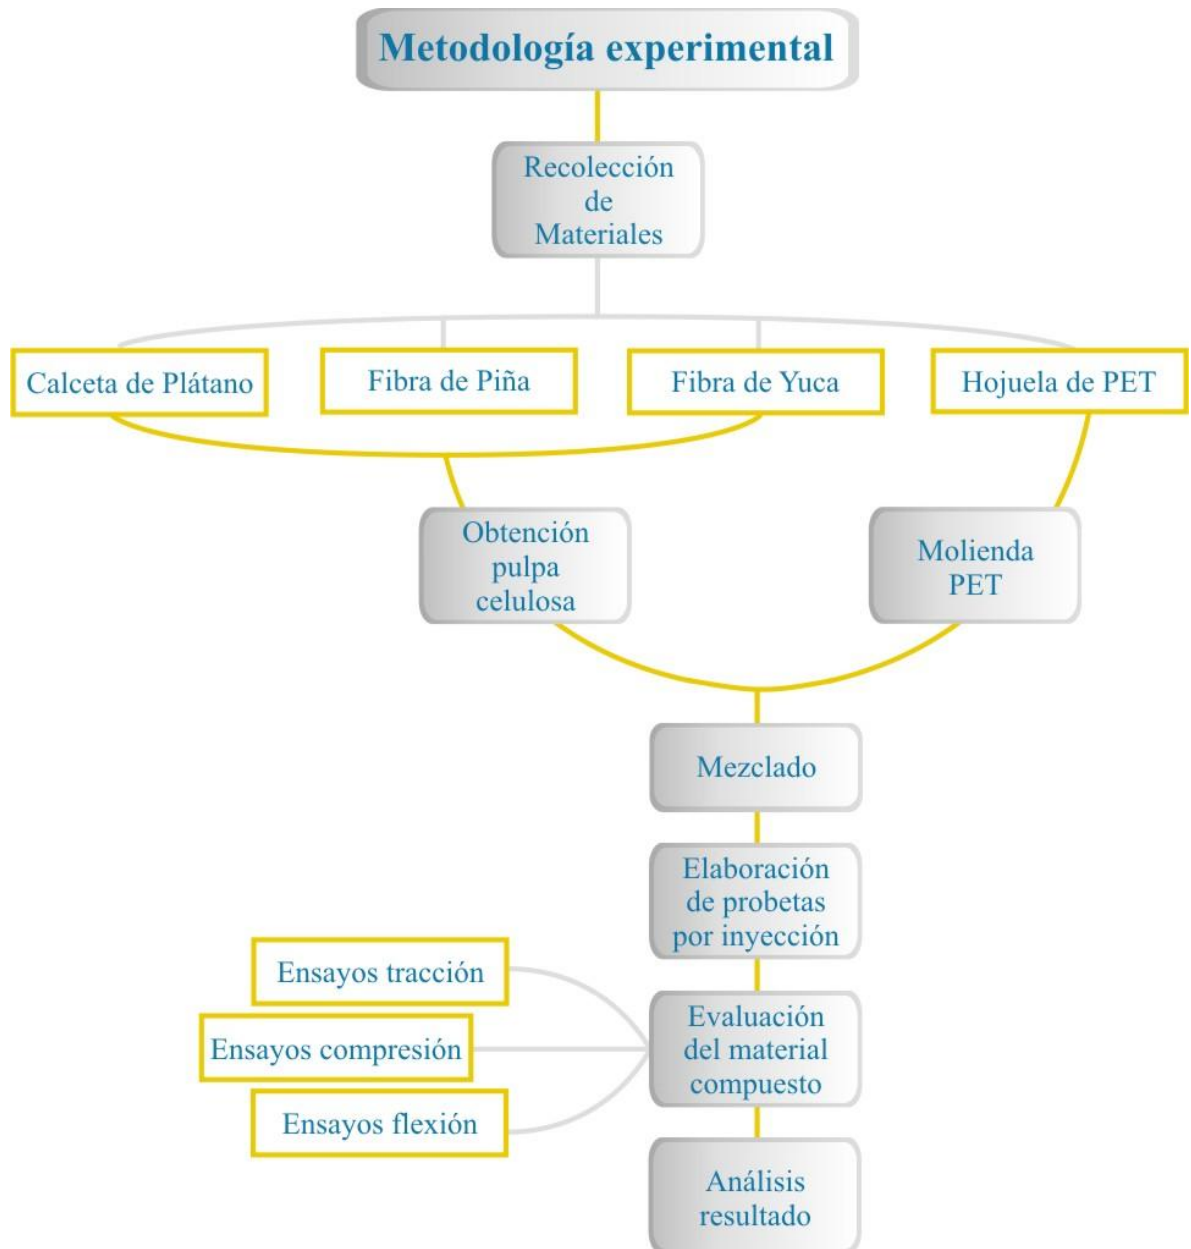 Metodología experimental
Recolección
de
Materiales
Calceta de Plátano
Fibra de Piña
Fibra de Yuca
Hojuela de PET
Obtención
pulpa
celulosa
Molienda
PET
Mezclado
Elaboración
de probetas
por inyección
Ensayos tracción
Ensayos compresión
Ensayos flexión
Evaluación
del material
compuesto
Análisis
resultado